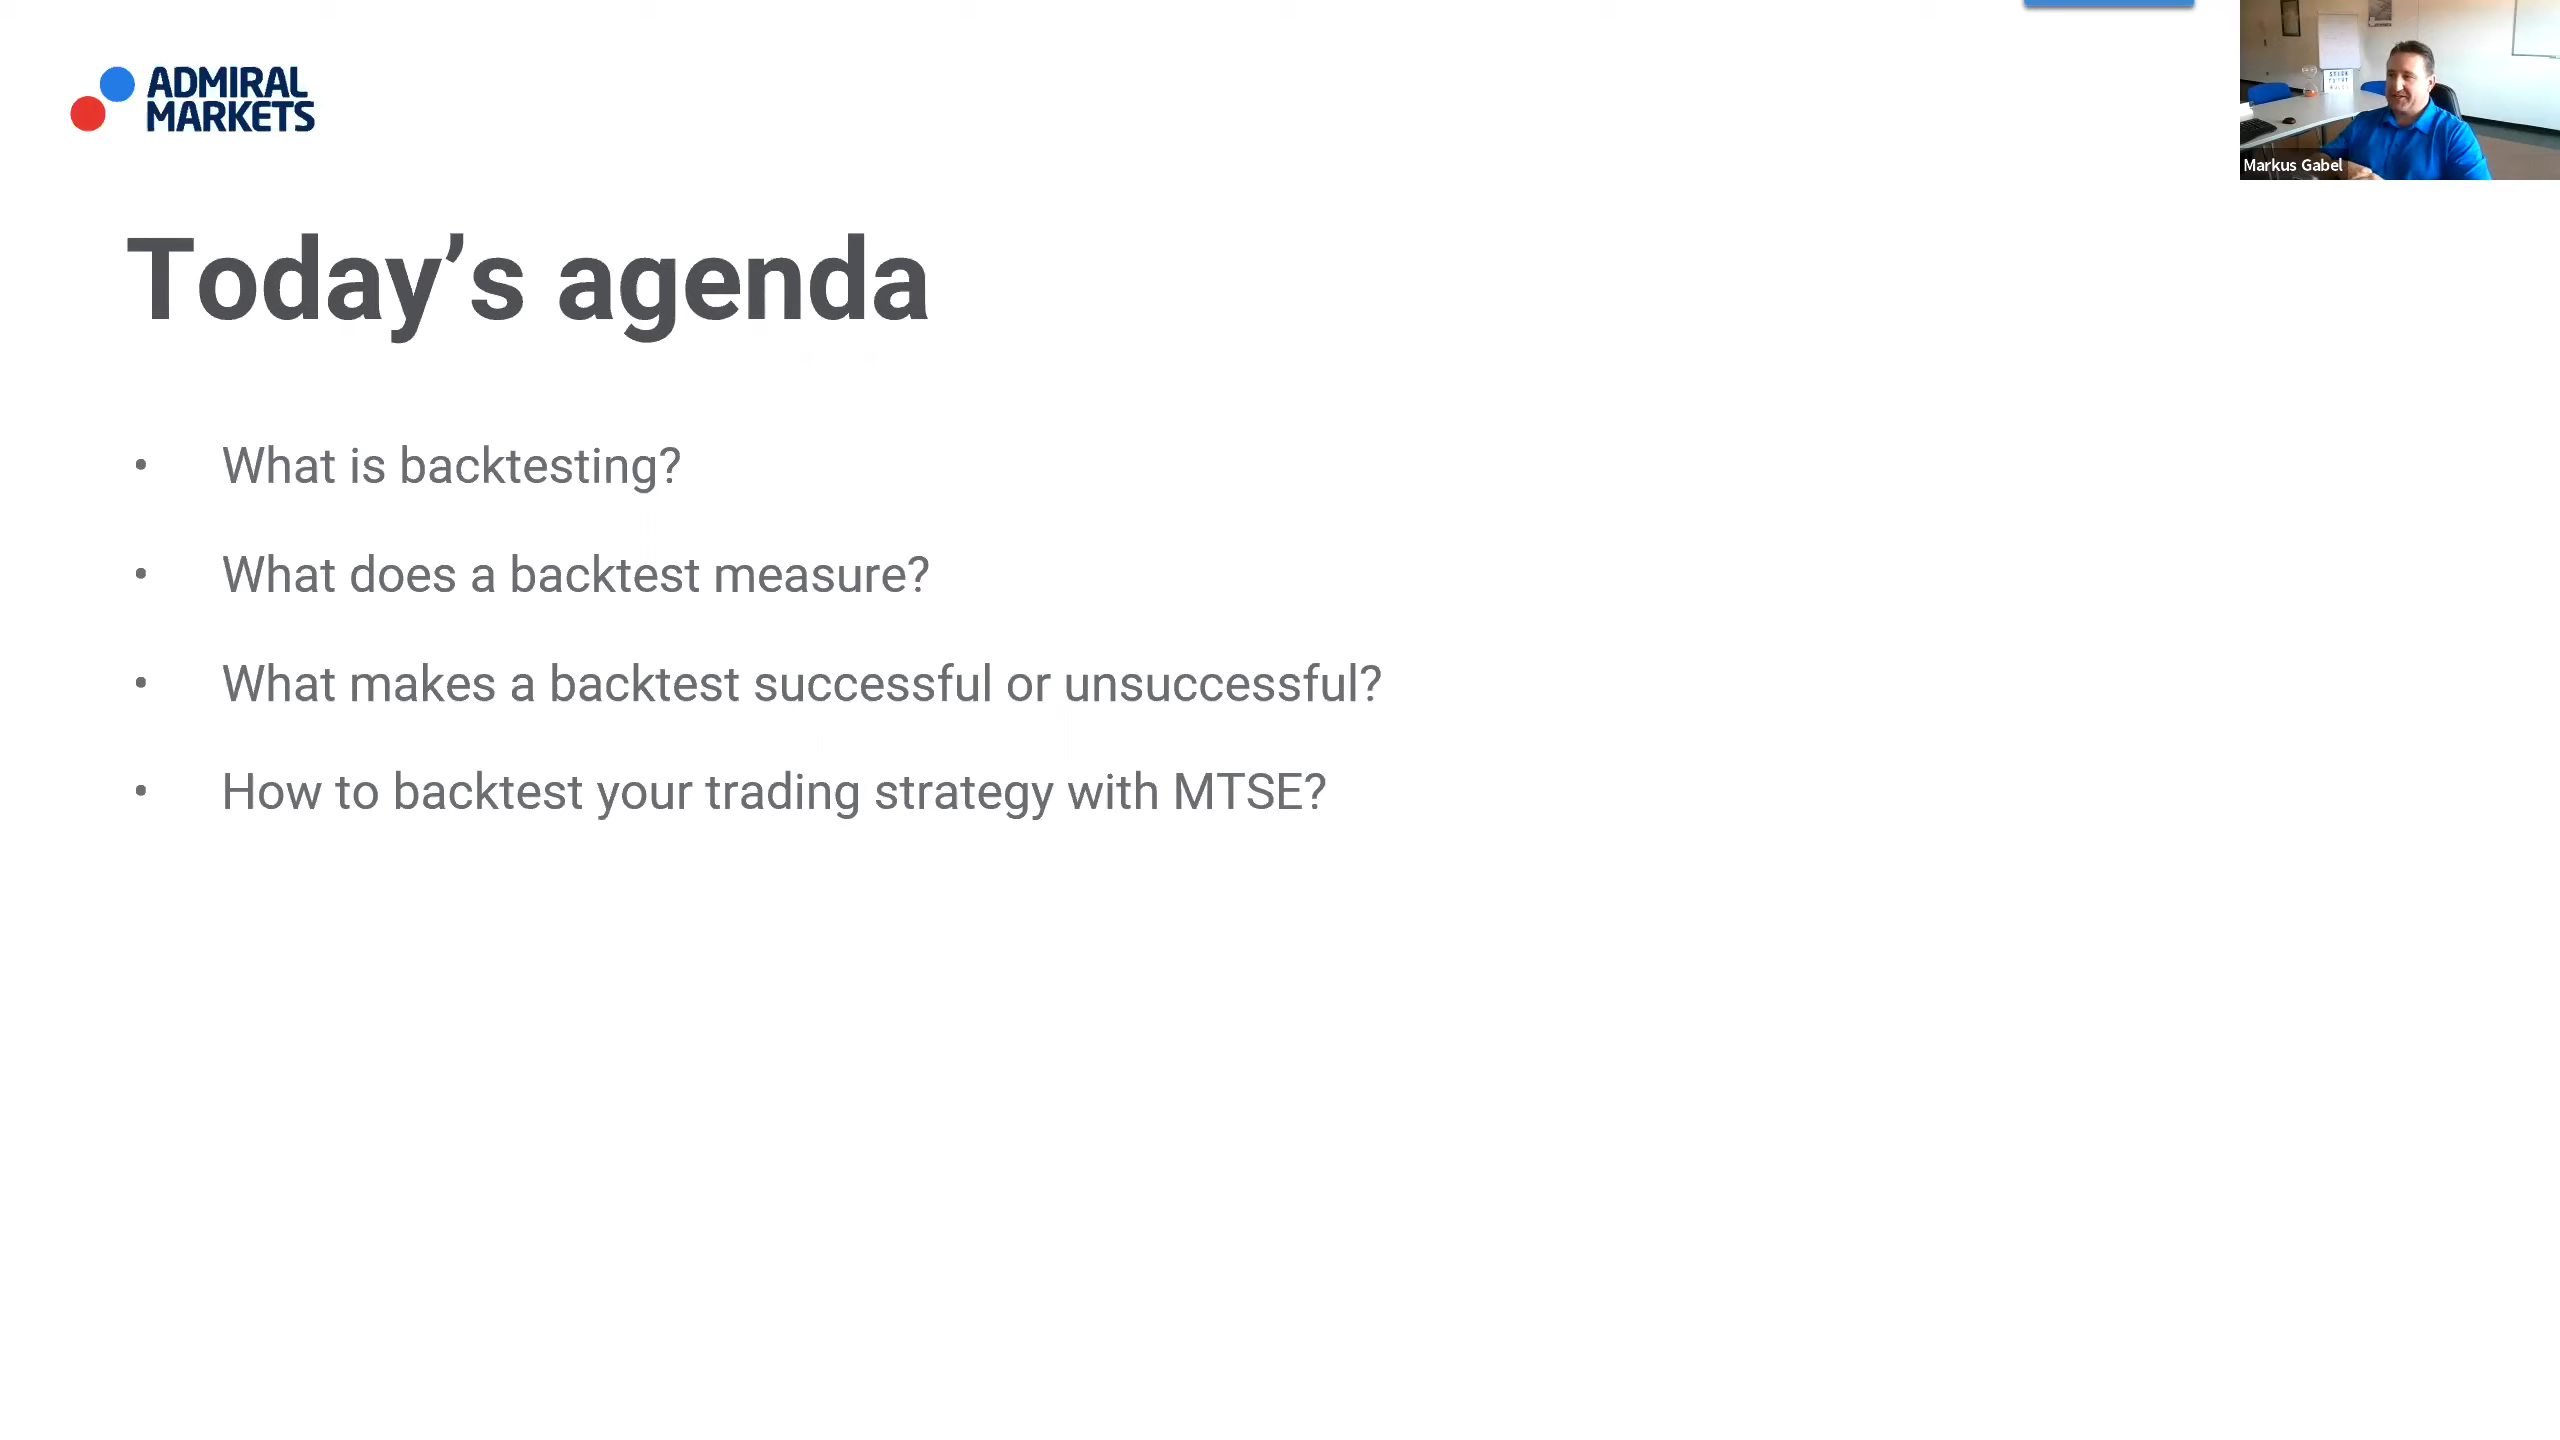 ADMIRAL
MARKETS
Markus Gabel
Today’s agenda
• What is backtesting?
• What does a backtest measure?
• What makes a backtest successful or unsuccessful?
• How to backtest your trading strategy with MTSE?